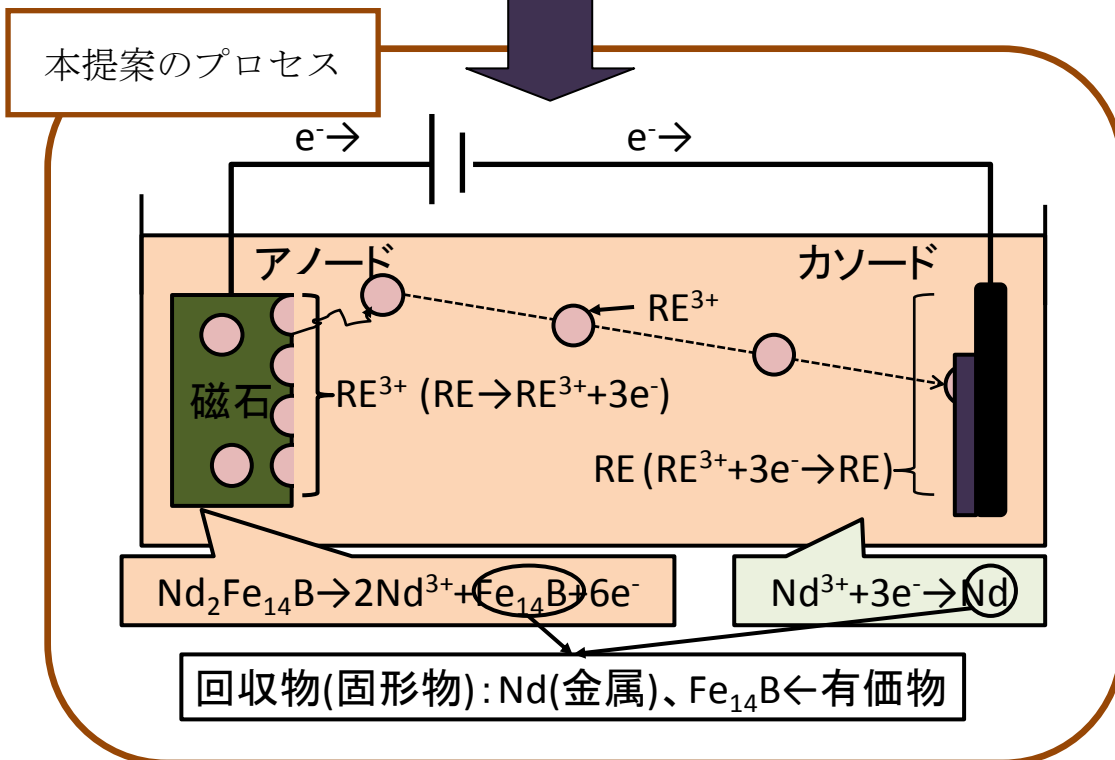 本提案のプロセス
e⁻→
e⁻→
アノード
カソード
RE³⁺
磁石
RE³⁺ (RE→RE³⁺+3e⁻)
RE (RE³⁺+3e⁻→RE)
Nd₂Fe₁₄B→2Nd³⁺+Fe₁₄B+6e⁻
Nd³⁺+3e⁻→Nd
回収物(固形物):Nd(金属)、Fe₁₄B←有価物